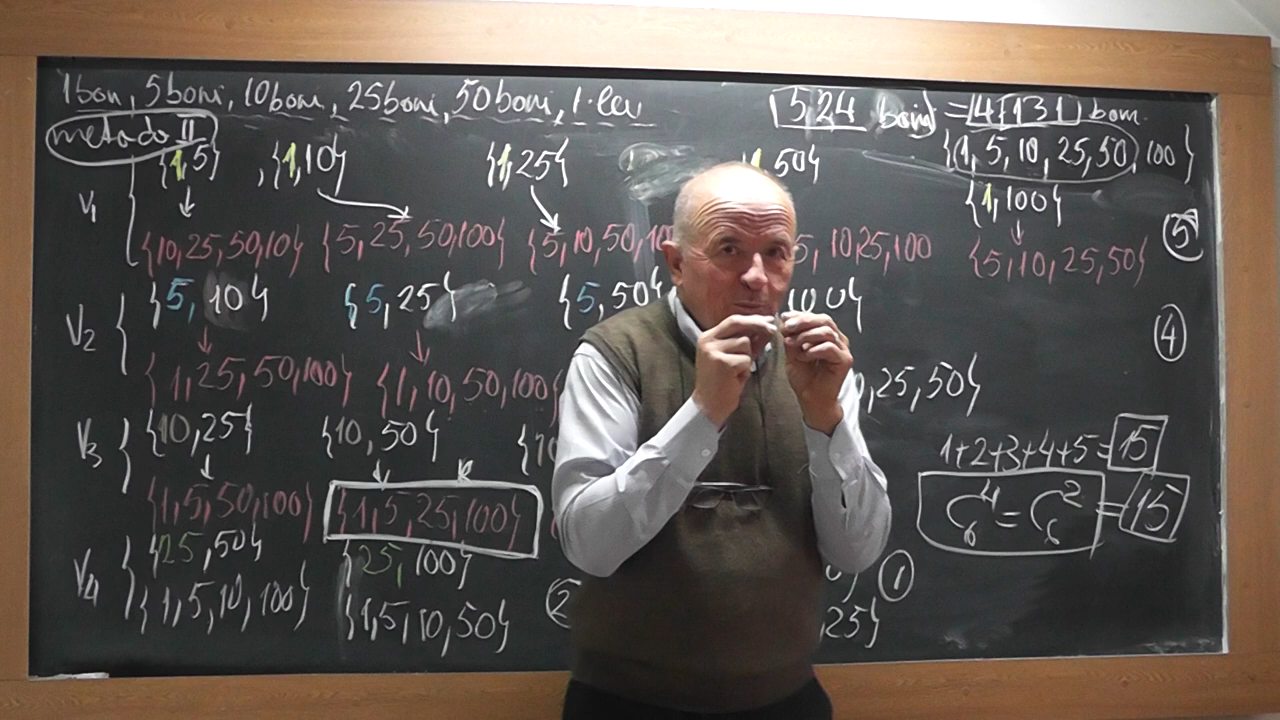 1ban, 5bani, 10bani, 25bani, 50bani, 1 leu
524 bani = 4·131 bani
metoda II
{1,5}, {1,10} {1,25} 1,50} {1, 5, 10, 25, 50, 100}
{1,100}
V1
{10,25,50,10} {5,25,50,100} {5,10,50,10 5, 10,25,100 {5,10,25,50}
5
V2 {5,10} {5,25} {5,50} 100}
4
{1,25,50,100} {1,10,50,100} ,25,50}
V3 {10,25} {10,50}
1+2+3+4+5=15
{1,5,50,100} {1,5,25,100}
C₆⁴=C₆²=15
V4 {25,50} {25,100} 2 1
{1,5,10,100} {1,5,10,50} ,25}